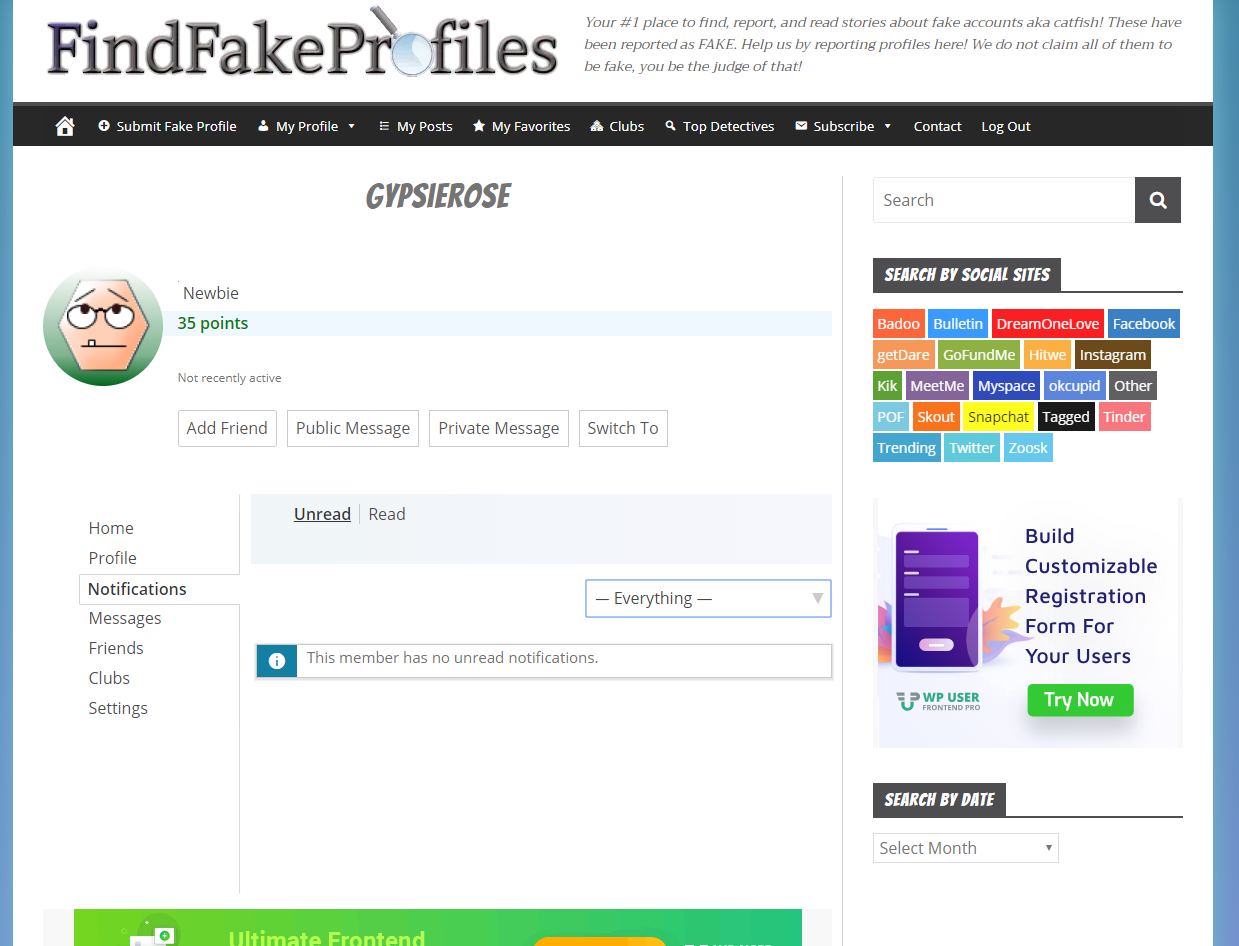 FindFakeProfiles
Your #1 place to find, report, and read stories about fake accounts aka catfish! These have
been reported as FAKE. Help us by reporting profiles here! We do not claim all of them to
be fake, you be the judge of that!
Submit Fake Profile My Profile My Posts My Favorites Clubs Top Detectives Subscribe Contact Log Out
GYPSIEROSE
Newbie
35 points
Not recently active
Add Friend Public Message Private Message Switch To
Home
Profile
Notifications
Messages
Friends
Clubs
Settings
Unread Read
— Everything —
This member has no unread notifications.
Search
SEARCH BY SOCIAL SITES
Badoo Bulletin DreamOneLove Facebook
getDare GoFundMe Hitwe Instagram
Kik MeetMe Myspace okcupid Other
POF Skout Snapchat Tagged Tinder
Trending Twitter Zoosk
Build
Customizable
Registration
Form For
Your Users
WP USER
FRONTEND PRO
Try Now
SEARCH BY DATE
Select Month
Ultimate Frontend